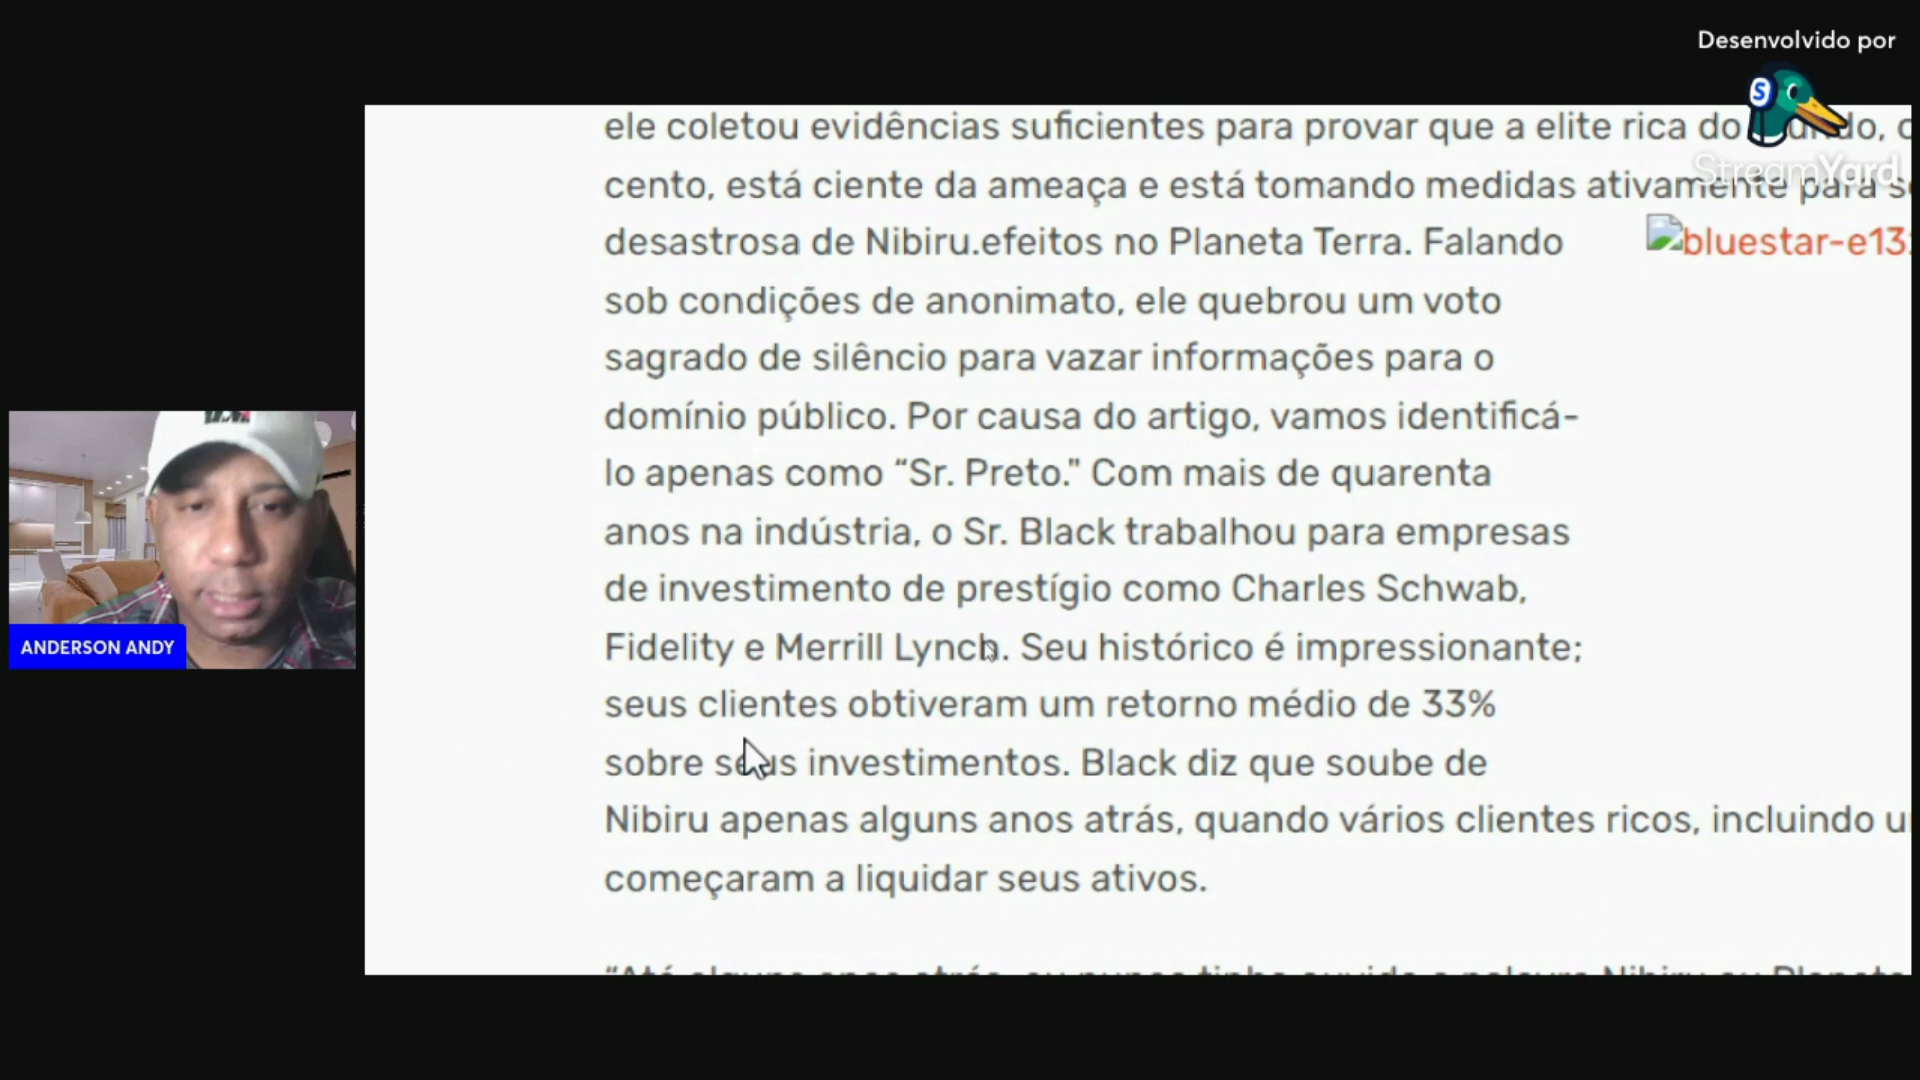 Desenvolvido por
StreamYard
ele coletou evidências suficientes para provar que a elite rica do
cento, está ciente da ameaça e está tomando medidas ativamente para
desastrosa de Nibiru.efeitos no Planeta Terra. Falando
bluestar-e13
sob condições de anonimato, ele quebrou um voto
sagrado de silêncio para vazar informações para o
domínio público. Por causa do artigo, vamos identificá-
lo apenas como “Sr. Preto." Com mais de quarenta
anos na indústria, o Sr. Black trabalhou para empresas
de investimento de prestígio como Charles Schwab,
Fidelity e Merrill Lynch. Seu histórico é impressionante;
seus clientes obtiveram um retorno médio de 33%
sobre seus investimentos. Black diz que soube de
Nibiru apenas alguns anos atrás, quando vários clientes ricos, incluindo
começaram a liquidar seus ativos.
ANDERSON ANDY